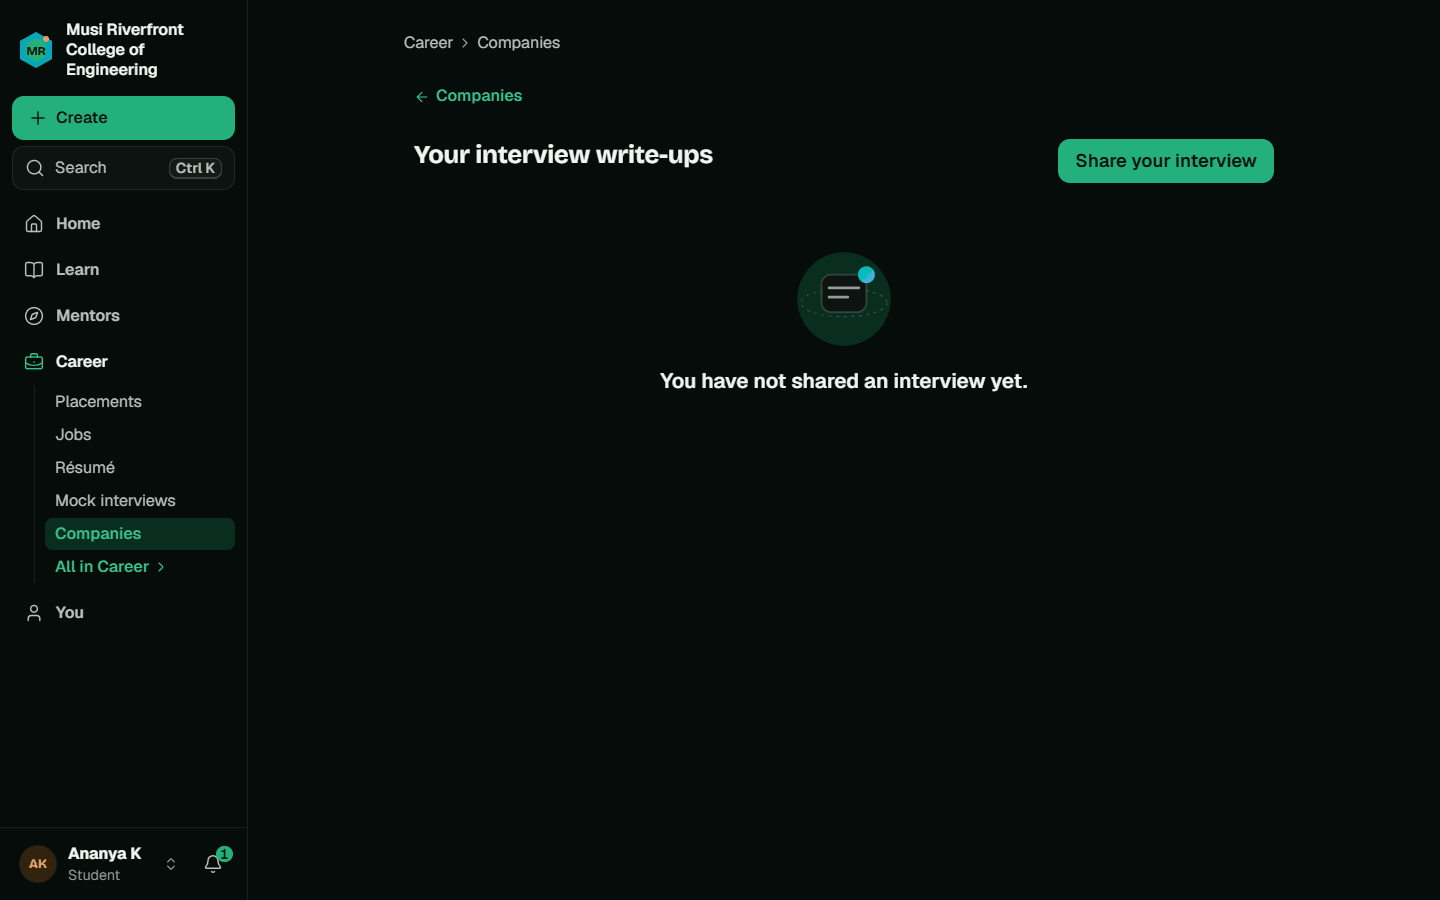 MR
Musi Riverfront
College of
Engineering
Create
Search
Ctrl K
Home
Learn
Mentors
Career
Placements
Jobs
Résumé
Mock interviews
Companies
All in Career
You
AK
Ananya K
Student
1
Career > Companies
← Companies
Your interview write-ups
Share your interview
You have not shared an interview yet.